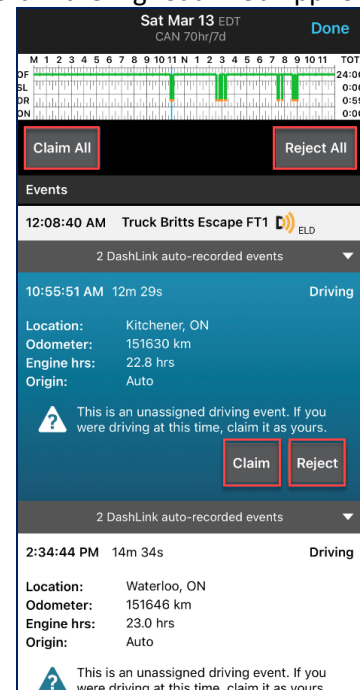 Sat Mar 13 EDT
Done
CAN 70hr/7d
M 1 2 3 4 5 6 7 8 9 10 11 N 1 2 3 4 5 6 7 8 9 10 11 TOT
OF 24:00
SL 0:00
DR 0:59
ON 0:00
Claim All Reject All
Events
12:08:40 AM Truck Britts Escape FT1 D ELD
2 DashLink auto-recorded events
10:55:51 AM 12m 29s Driving
Location: Kitchener, ON
Odometer: 151630 km
Engine hrs: 22.8 hrs
Origin: Auto
This is an unassigned driving event. If you
were driving at this time, claim it as yours.
Claim Reject
2 DashLink auto-recorded events
2:34:44 PM 14m 34s Driving
Location: Waterloo, ON
Odometer: 151646 km
Engine hrs: 23.0 hrs
Origin: Auto
This is an unassigned driving event. If you
were driving at this time, claim it as yours.